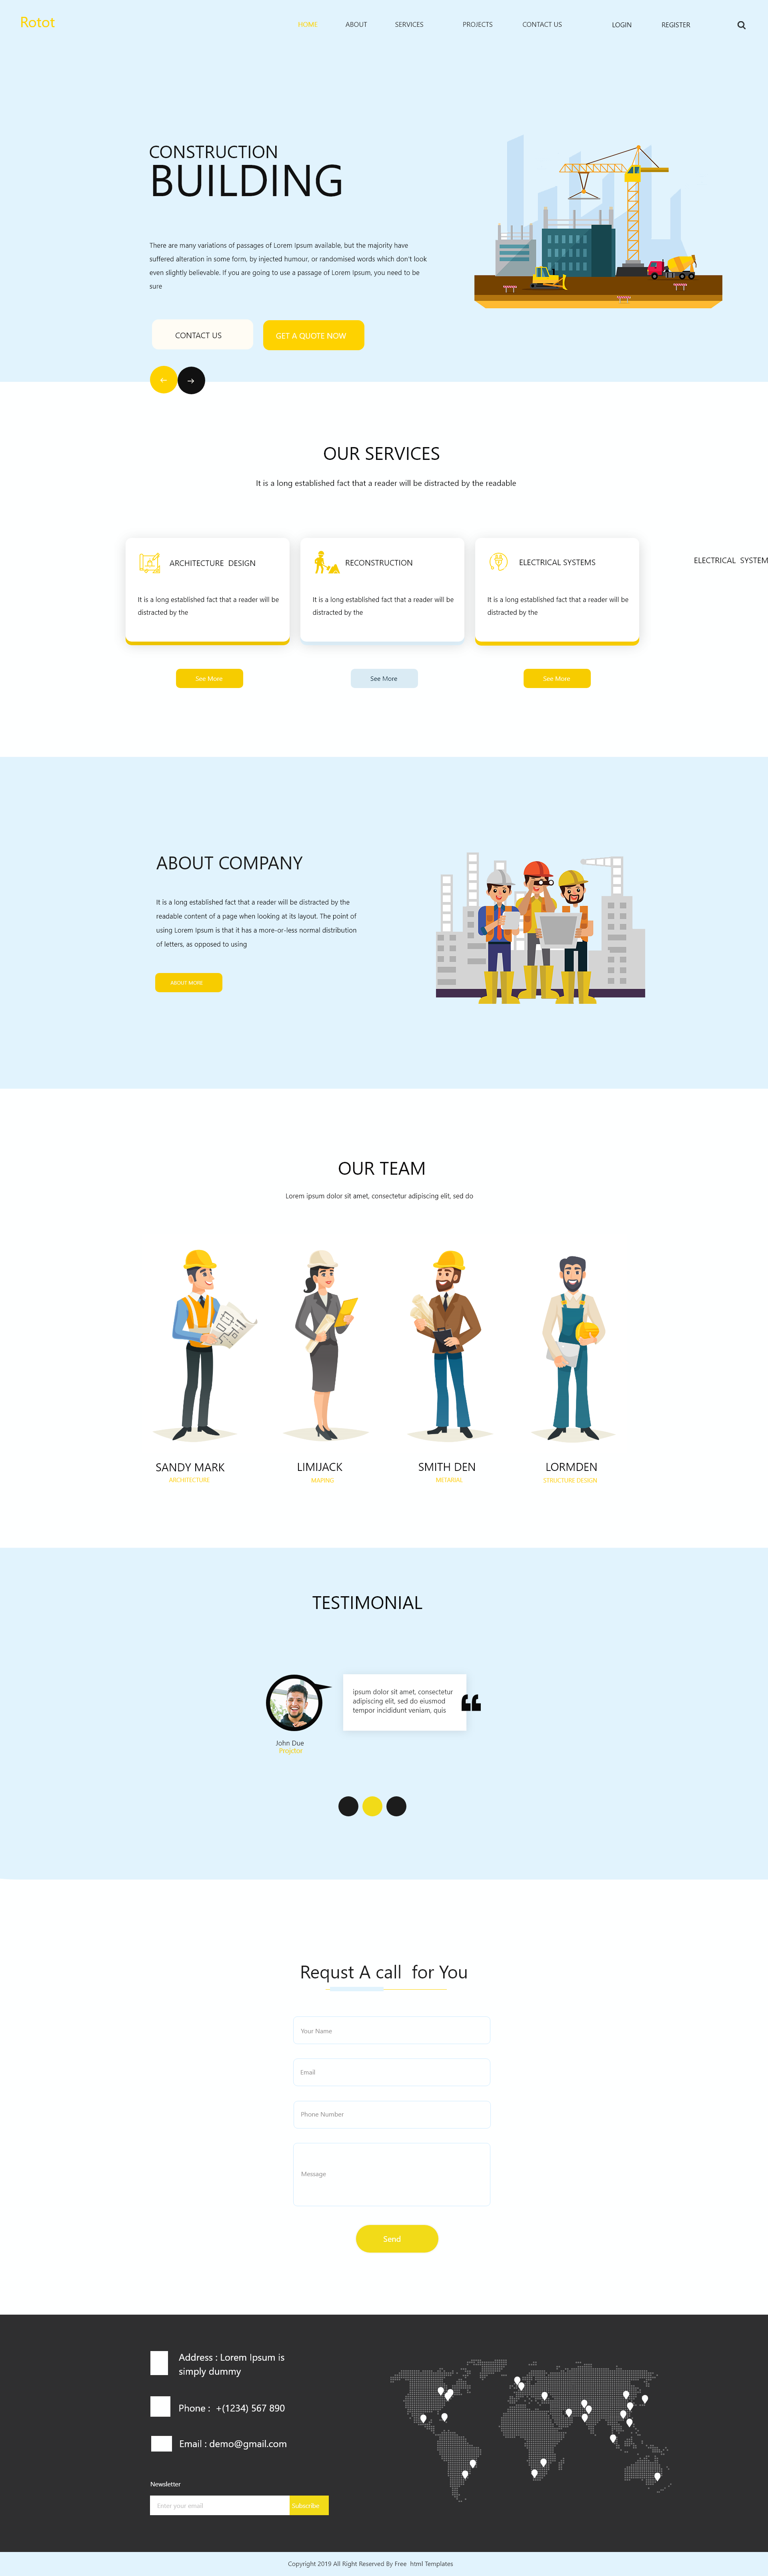 Rotot
HOME ABOUT SERVICES PROJECTS CONTACT US LOGIN REGISTER
CONSTRUCTION
BUILDING
There are many variations of passages of Lorem Ipsum available, but the majority have
suffered alteration in some form, by injected humour, or randomised words which don't look
even slightly believable. If you are going to use a passage of Lorem Ipsum, you need to be
sure
CONTACT US
GET A QUOTE NOW
OUR SERVICES
It is a long established fact that a reader will be distracted by the readable
ARCHITECTURE DESIGN
It is a long established fact that a reader will be
distracted by the
See More
RECONSTRUCTION
It is a long established fact that a reader will be
distracted by the
See More
ELECTRICAL SYSTEMS
It is a long established fact that a reader will be
distracted by the
See More
ELECTRICAL SYSTEM
ABOUT COMPANY
It is a long established fact that a reader will be distracted by the
readable content of a page when looking at its layout. The point of
using Lorem Ipsum is that it has a more-or-less normal distribution
of letters, as opposed to using
ABOUT MORE
OUR TEAM
Lorem ipsum dolor sit amet, consectetur adipiscing elit, sed do
SANDY MARK
ARCHITECTURE
LIMIJACK
MAPING
SMITH DEN
METARIAL
LORMDEN
STRUCTURE DESIGN
TESTIMONIAL
ipsum dolor sit amet, consectetur
adipiscing elit, sed do eiusmod
tempor incididunt veniam, quis
John Due
Projdios
Requst A call for You
Your Name
Email
Phone Number
Message
Send
Address : Lorem Ipsum is
simply dummy
Phone : +(1234) 567 890
Email : demo@gmail.com
Newsletter
Enter your email
Subscribe
Copyright 2019 All Right Reserved By Free html Templates